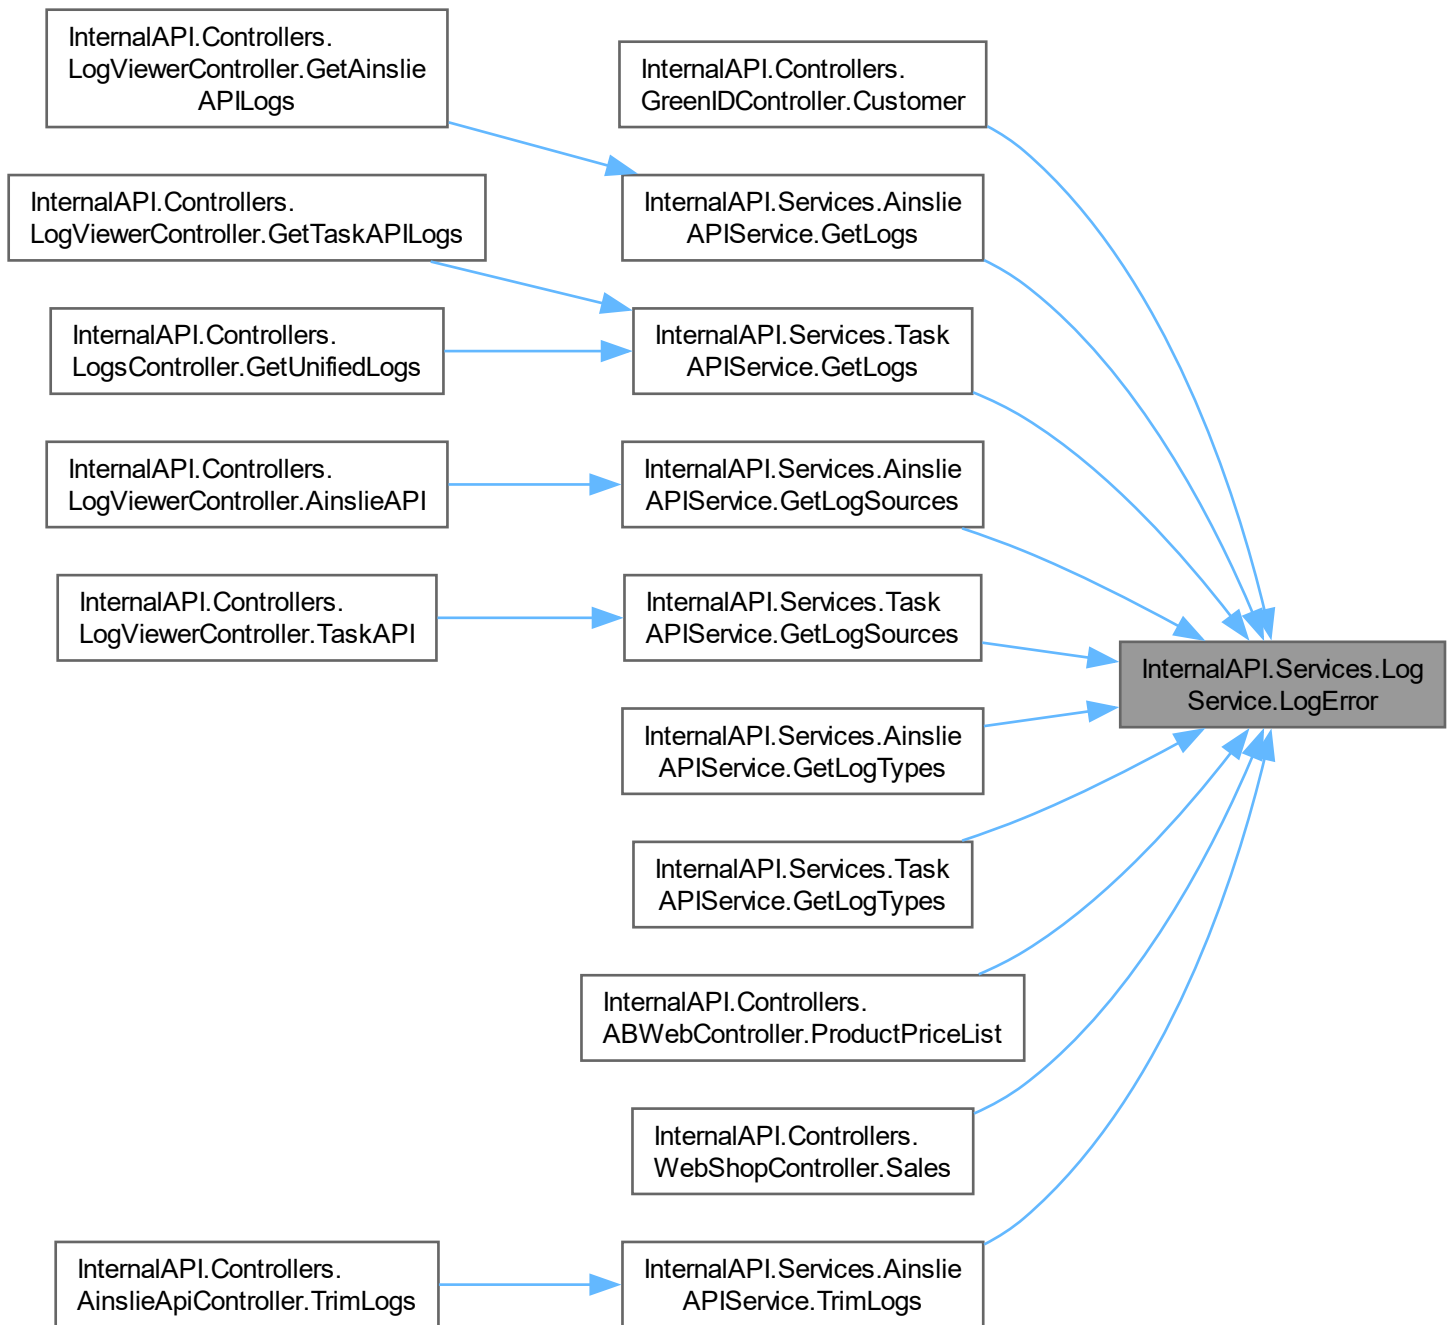 InternalAPI.Controllers.
LogViewerController.GetAinslie
APILogs
InternalAPI.Controllers.
GreenIDController.Customer
InternalAPI.Controllers.
LogViewerController.GetTaskAPILogs
InternalAPI.Services.Ainslie
APIService.GetLogs
InternalAPI.Controllers.
LogsController.GetUnifiedLogs
InternalAPI.Services.Task
APIService.GetLogs
InternalAPI.Controllers.
LogViewerController.AinslieAPI
InternalAPI.Services.Ainslie
APIService.GetLogSources
InternalAPI.Controllers.
LogViewerController.TaskAPI
InternalAPI.Services.Task
APIService.GetLogSources
InternalAPI.Services.Log
Service.LogError
InternalAPI.Services.Ainslie
APIService.GetLogTypes
InternalAPI.Services.Task
APIService.GetLogTypes
InternalAPI.Controllers.
ABWebController.ProductPriceList
InternalAPI.Controllers.
WebShopController.Sales
InternalAPI.Controllers.
AinslieApiController.TrimLogs
InternalAPI.Services.Ainslie
APIService.TrimLogs